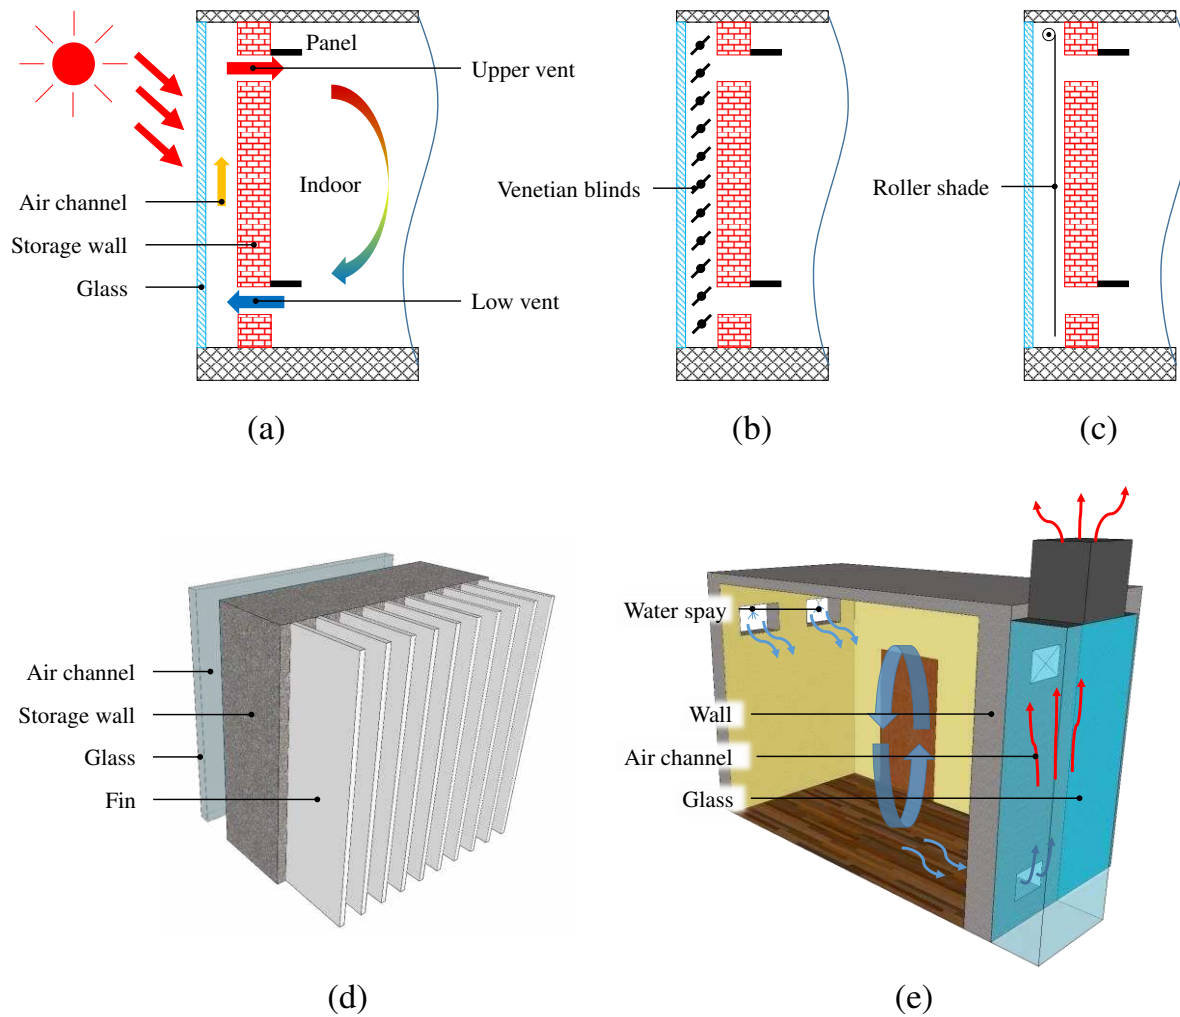 Panel
Upper vent
Indoor
Air channel
Storage wall
Glass
Low vent
(a)
Venetian blinds
(b)
Roller shade
(c)
Air channel
Storage wall
Glass
Fin
(d)
Water spay
Wall
Air channel
Glass
(e)